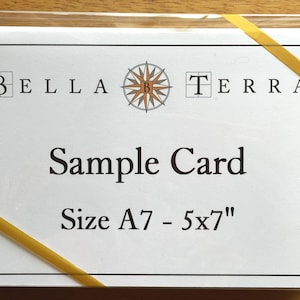 BELLA B TERRA
Sample Card
Size A7 - 5x7"